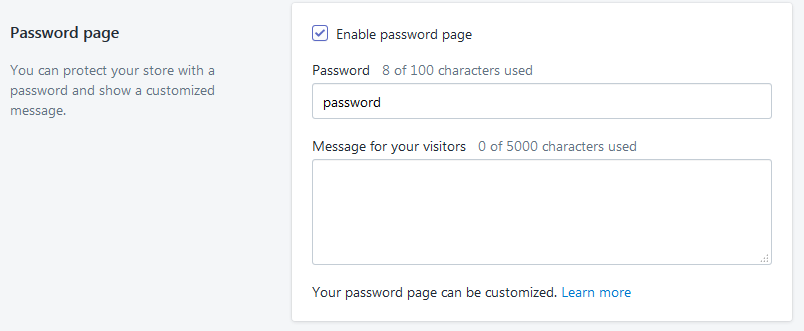 Password page
You can protect your store with a
password and show a customized
message.
Enable password page
Password 8 of 100 characters used
password
Message for your visitors 0 of 5000 characters used
Your password page can be customized. Learn more